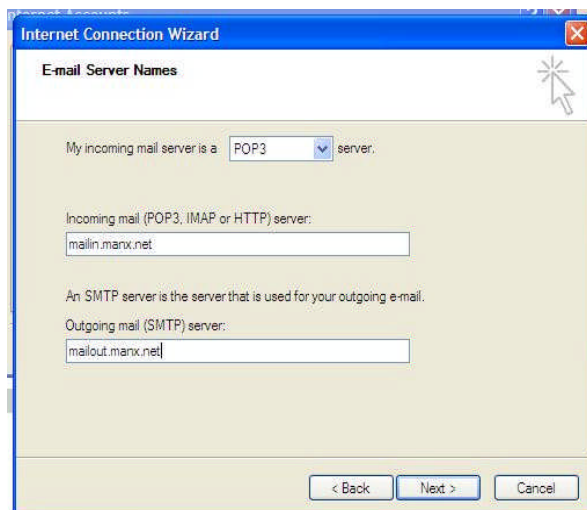 Internet Accounts
Internet Connection Wizard
E-mail Server Names
My incoming mail server is a POP3 server.
Incoming mail (POP3, IMAP or HTTP) server:
mailin.manx.net
An SMTP server is the server that is used for your outgoing e-mail.
Outgoing mail (SMTP) server:
mailout.manx.net
< Back Next > Cancel